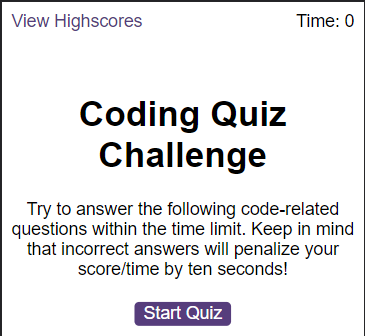 View Highscores Time: 0
Coding Quiz
Challenge
Try to answer the following code-related
questions within the time limit. Keep in mind
that incorrect answers will penalize your
score/time by ten seconds!
Start Quiz